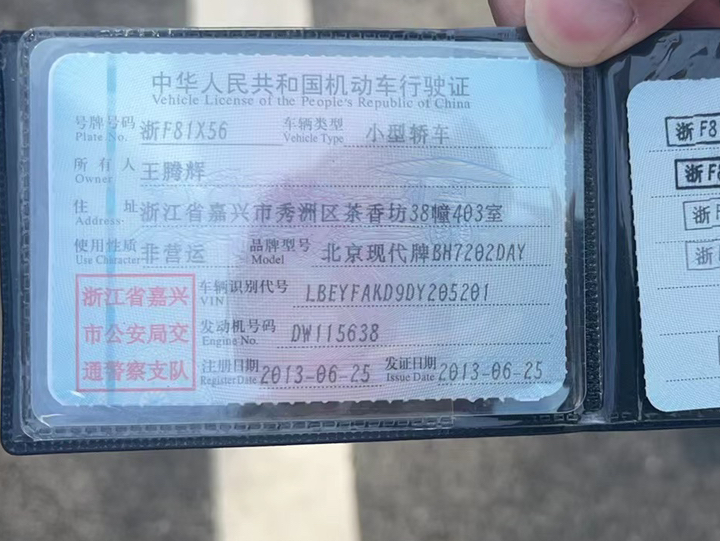 中华人民共和国机动车行驶证
Vehicle License of the People's Republic of China
号牌号码 浙F81X56 车辆类型 小型轿车
Plate No. Vehicle Type
所有人 王腾辉
Owner
住址 浙江省嘉兴市秀洲区茶香坊38幢403室
Address
使用性质 非营运 品牌型号 北京现代牌BH7202DAY
Use Character Model
浙江省嘉兴
市公安局交
通警察支队
车辆识别代号 LBEYFAKD9DY205201
VIN
发动机号码 DW115638
Engine No.
注册日期 2013-06-25 发证日期 2013-06-25
Register Date Issue Date
浙F8
浙F
浙
浙